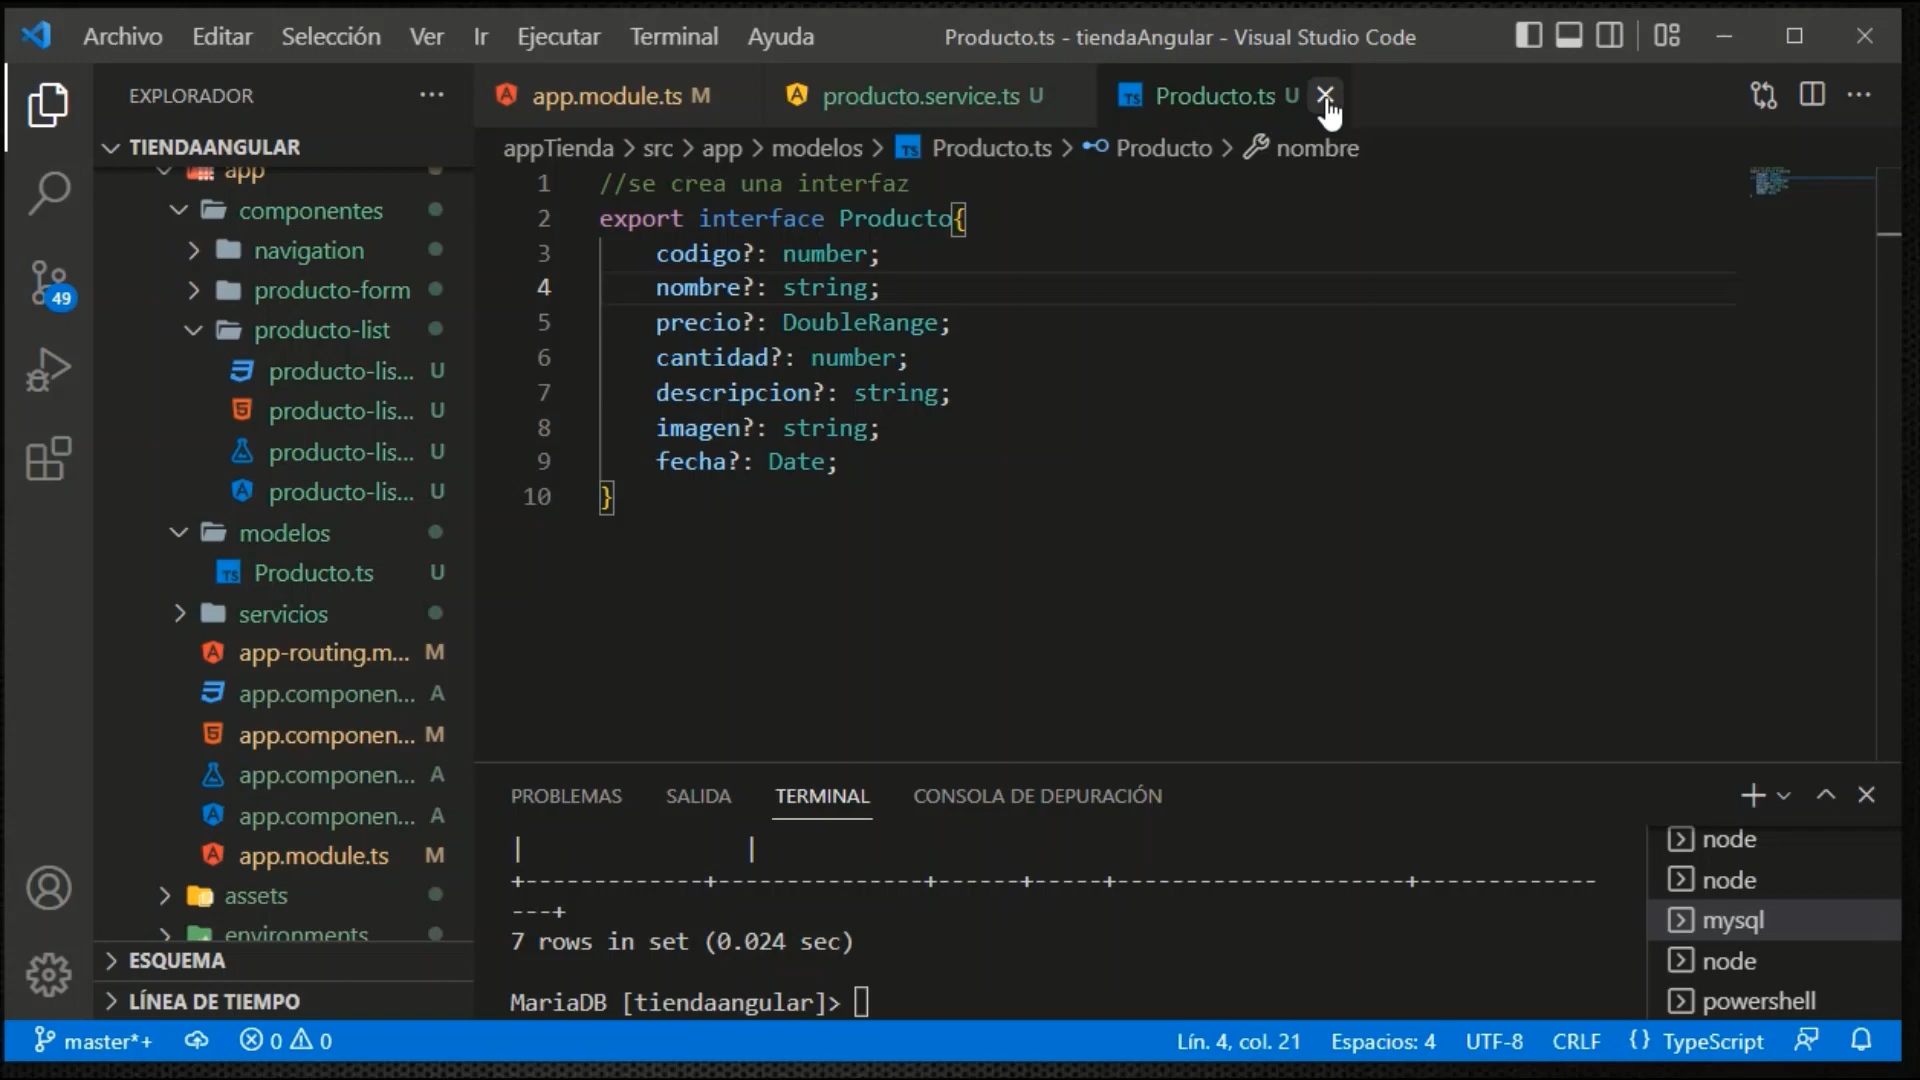 Archivo Editar Selección Ver Ir Ejecutar Terminal Ayuda
Producto.ts - tiendaAngular - Visual Studio Code
EXPLORADOR
TIENDAANGULAR
app
componentes
navigation
producto-form
producto-list
producto-lis... U
producto-lis... U
producto-lis... U
producto-lis... U
modelos
Producto.ts U
servicios
app-routing.m... M
app.componen... A
app.componen... M
app.componen... A
app.componen... A
app.module.ts M
assets
environments
ESQUEMA
LÍNEA DE TIEMPO
49
app.module.ts M
producto.service.ts U
TS Producto.ts U
appTienda > src > app > modelos > TS Producto.ts > Producto > nombre
1 //se crea una interfaz
2 export interface Producto{
3 codigo?: number;
4 nombre?: string;
5 precio?: DoubleRange;
6 cantidad?: number;
7 descripcion?: string;
8 imagen?: string;
9 fecha?: Date;
10 }
PROBLEMAS SALIDA TERMINAL CONSOLA DE DEPURACIÓN
| |
+-------------+---------------+------+-----+--------------------+-------------
---+
7 rows in set (0.024 sec)
MariaDB [tiendaangular]>
node
node
mysql
node
powershell
master*+ 0 0
Lín. 4, col. 21 Espacios: 4 UTF-8 CRLF {} TypeScript